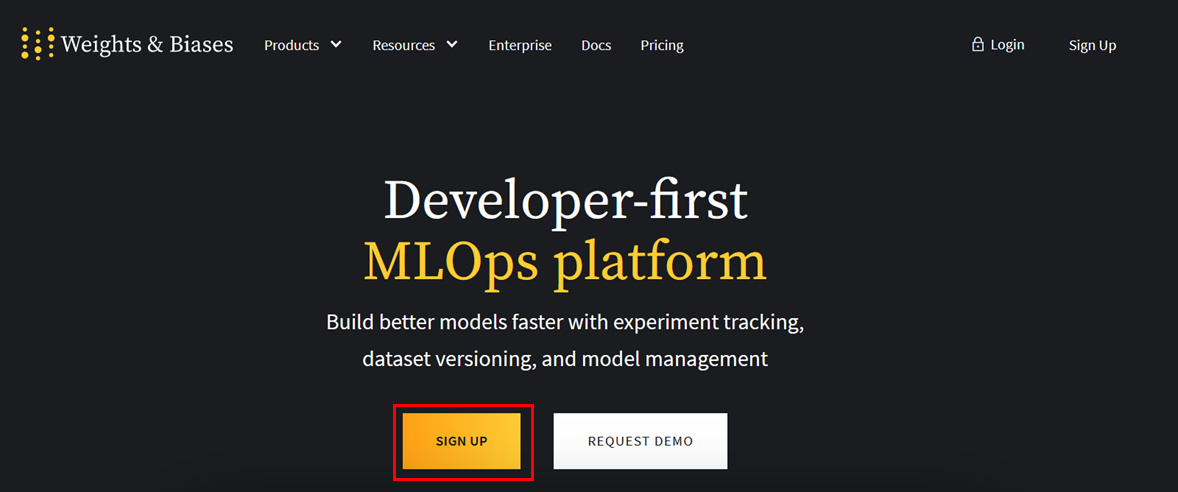 Weights & Biases Products Resources Enterprise Docs Pricing Login Sign Up
Developer-first
MLOps platform
Build better models faster with experiment tracking,
dataset versioning, and model management
SIGN UP REQUEST DEMO